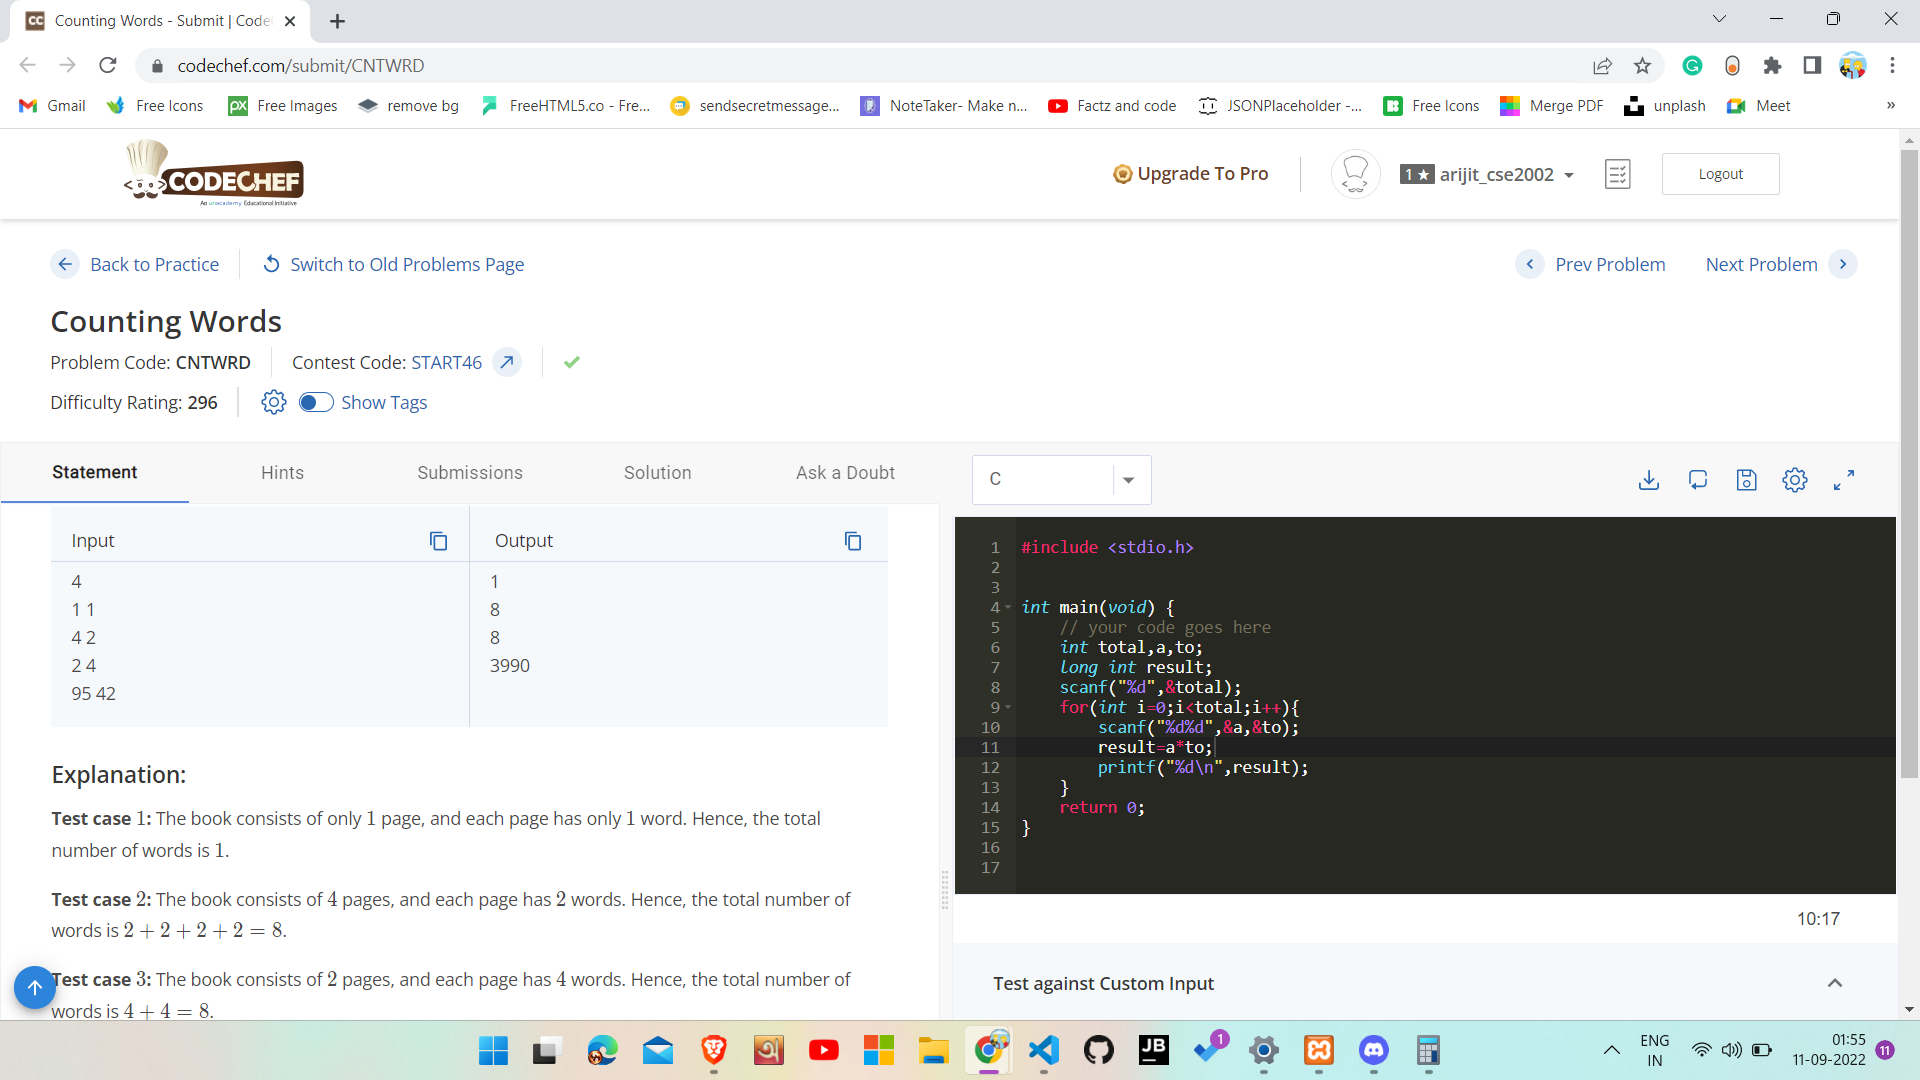 Counting Words - Submit | Code
codechef.com/submit/CNTWRD
Gmail
Free Icons
Free Images
remove bg
FreeHTML5.co - Fre...
sendsecretmessage...
NoteTaker- Make n...
Factz and code
JSONPlaceholder -...
Free Icons
Merge PDF
unplash
Meet
»
CODECHEF
An unacademy Educational Initiative
Upgrade To Pro
1★ arijit_cse2002
Logout
Back to Practice
Switch to Old Problems Page
Prev Problem
Next Problem
Counting Words
Problem Code: CNTWRD
Contest Code: START46
Difficulty Rating: 296
Show Tags
Statement
Hints
Submissions
Solution
Ask a Doubt
C
Input
Output
4
1 1
4 2
2 4
95 42
1
8
8
3990
Explanation:
Test case 1: The book consists of only 1 page, and each page has only 1 word. Hence, the total
number of words is 1.
Test case 2: The book consists of 4 pages, and each page has 2 words. Hence, the total number of
words is 2 + 2 + 2 + 2 = 8.
Test case 3: The book consists of 2 pages, and each page has 4 words. Hence, the total number of
words is 4 + 4 = 8.
1 #include <stdio.h>
2
3
4 int main(void) {
5 // your code goes here
6 int total,a,to;
7 long int result;
8 scanf("%d",&total);
9 for(int i=0;i<total;i++){
10 scanf("%d%d",&a,&to);
11 result=a*to;
12 printf("%d\n",result);
13 }
14 return 0;
15 }
16
17
10:17
Test against Custom Input
JB
1
ENG
IN
01:55
11-09-2022
11